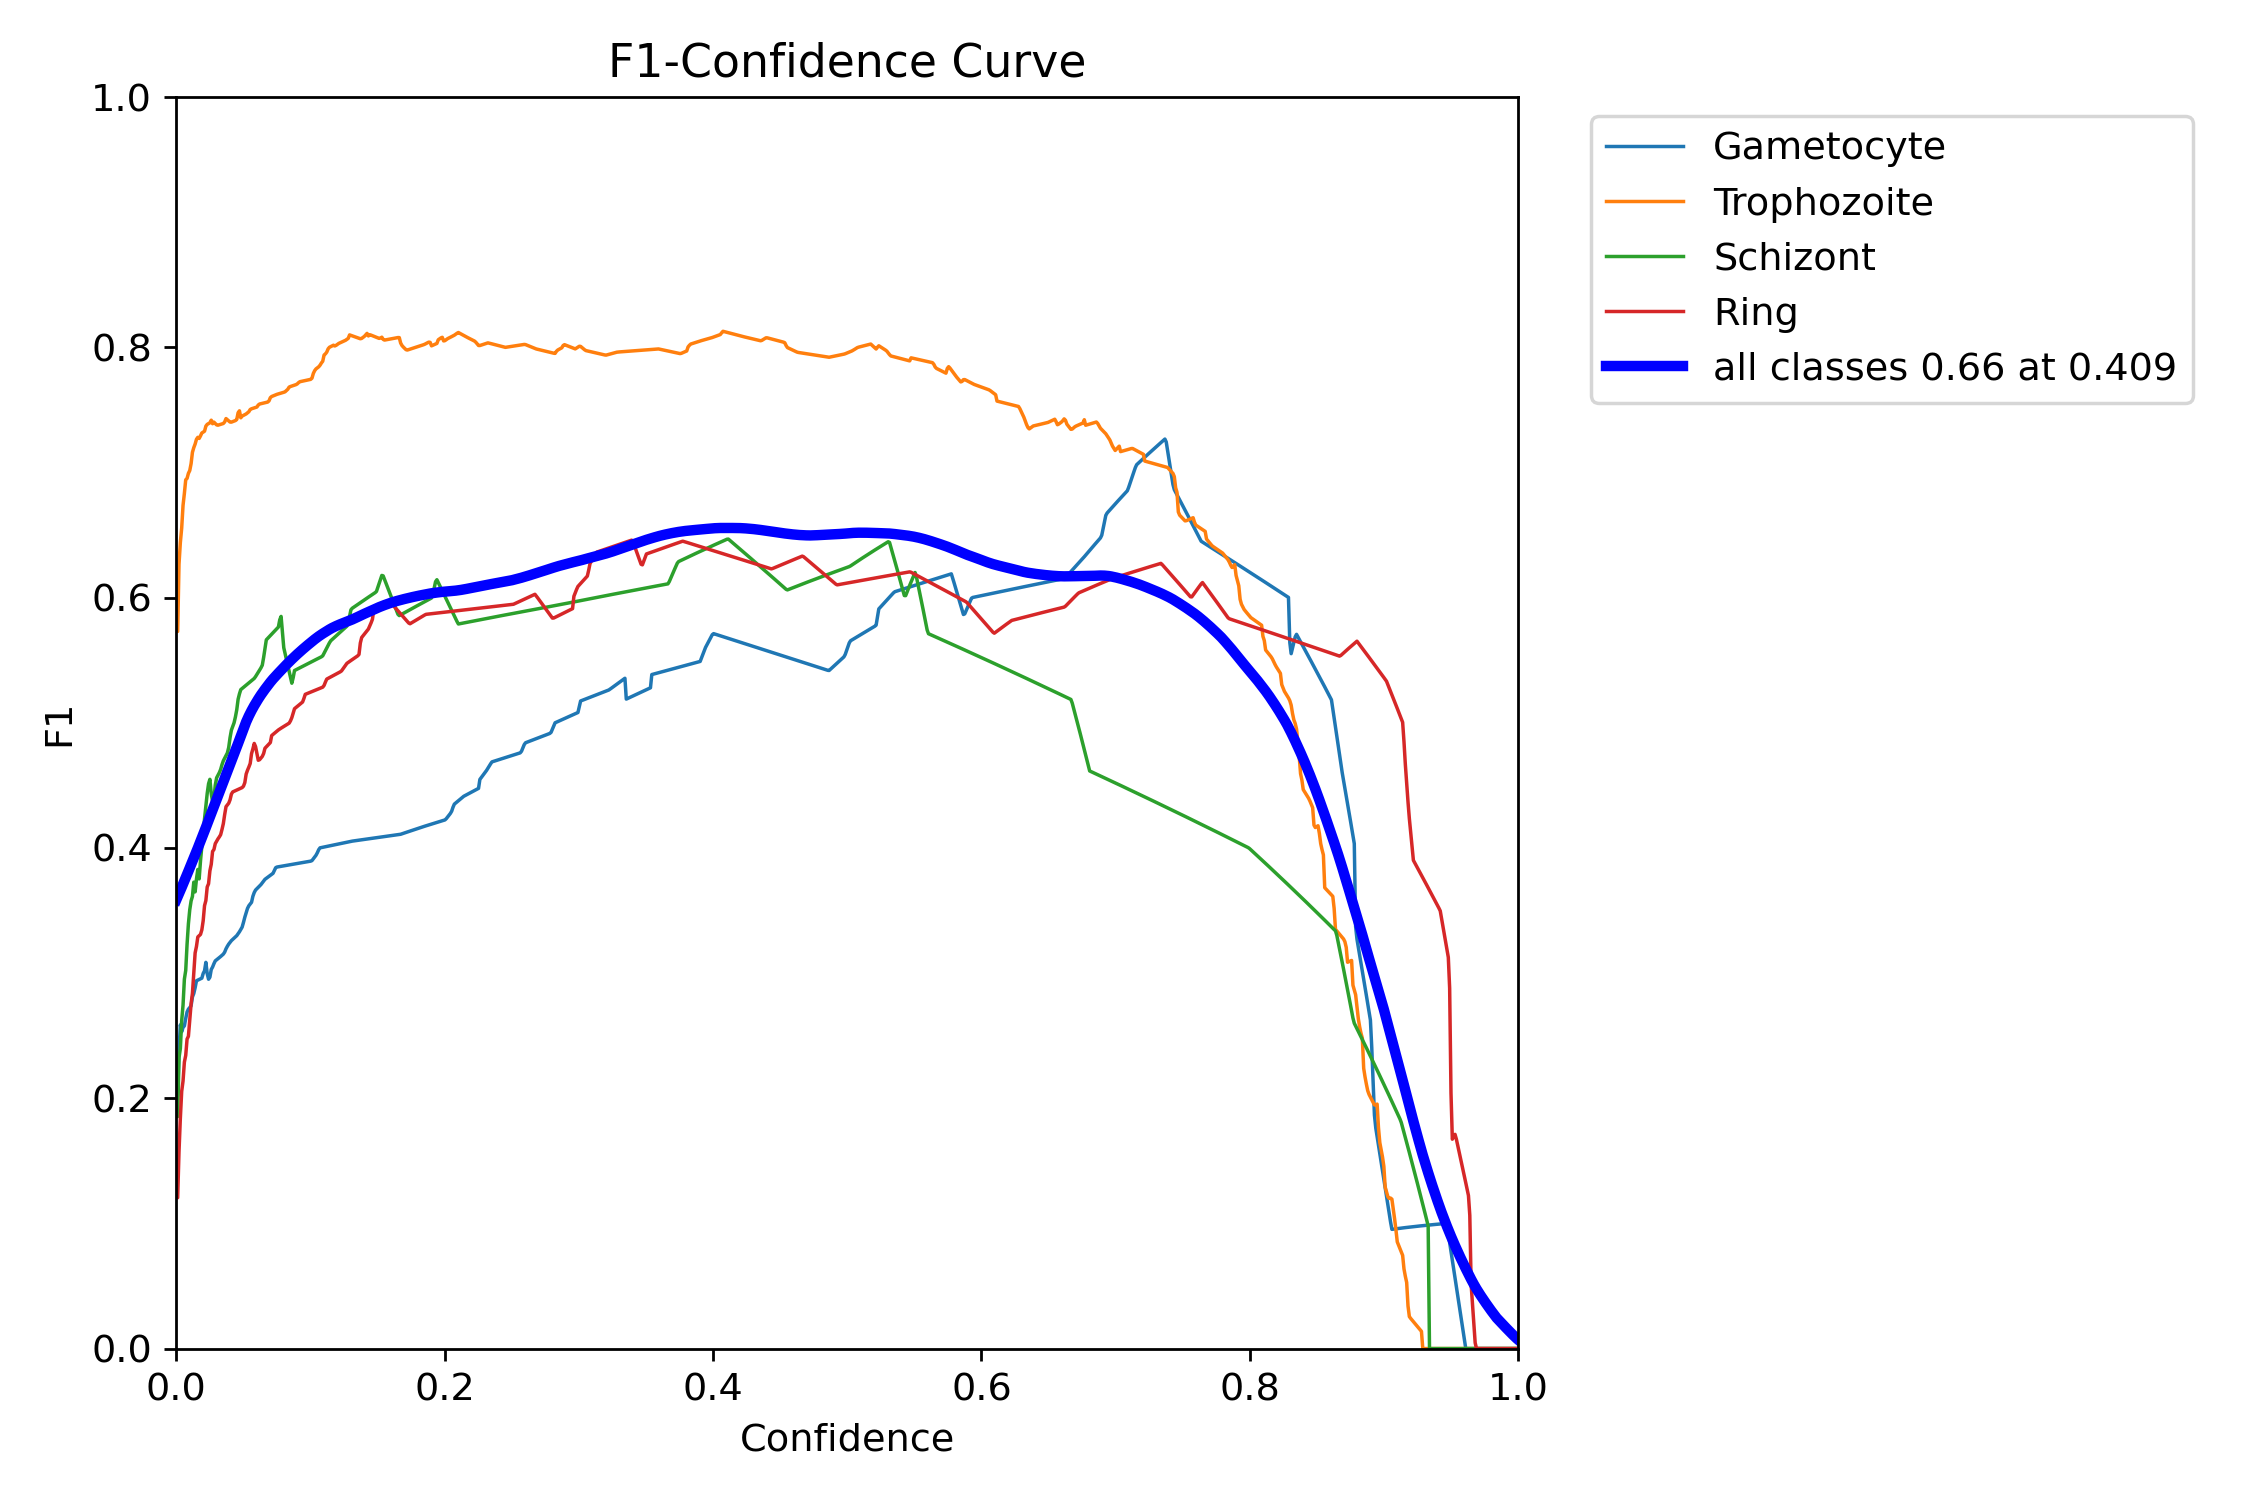 F1-Confidence Curve
1.0
0.8
0.6
0.4
0.2
0.0
F1
0.0 0.2 0.4 0.6 0.8 1.0
Confidence
Gametocyte
Trophozoite
Schizont
Ring
all classes 0.66 at 0.409